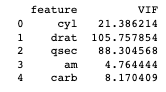 feature VIF
0 cyl 21.386214
1 drat 105.757854
2 qsec 88.304568
3 am 4.764444
4 carb 8.170409